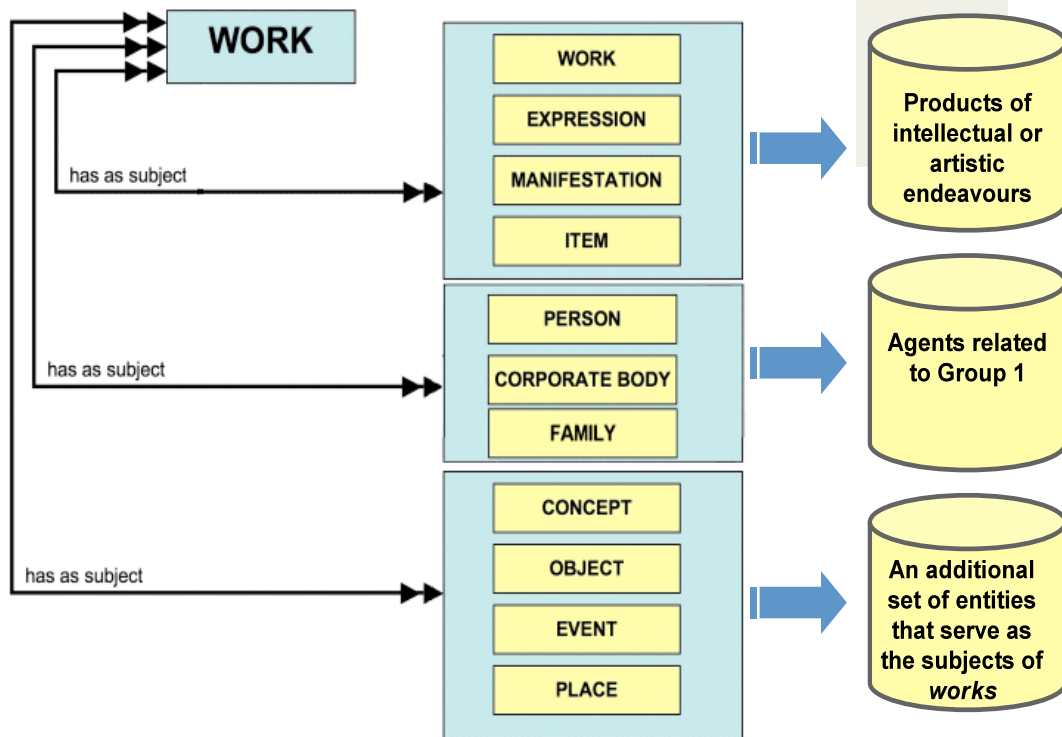 WORK
WORK
EXPRESSION
MANIFESTATION
ITEM
has as subject
Products of
intellectual or
artistic
endeavours
PERSON
CORPORATE BODY
FAMILY
has as subject
Agents related
to Group 1
CONCEPT
OBJECT
EVENT
PLACE
has as subject
An additional
set of entities
that serve as
the subjects of
works